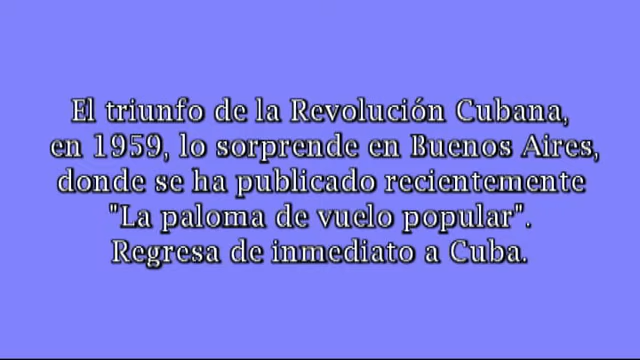 El triunfo de la Revolución Cubana,
en 1959, lo sorprende en Buenos Aires,
donde se ha publicado recientemente
"La paloma de vuelo popular".
Regresa de inmediato a Cuba.